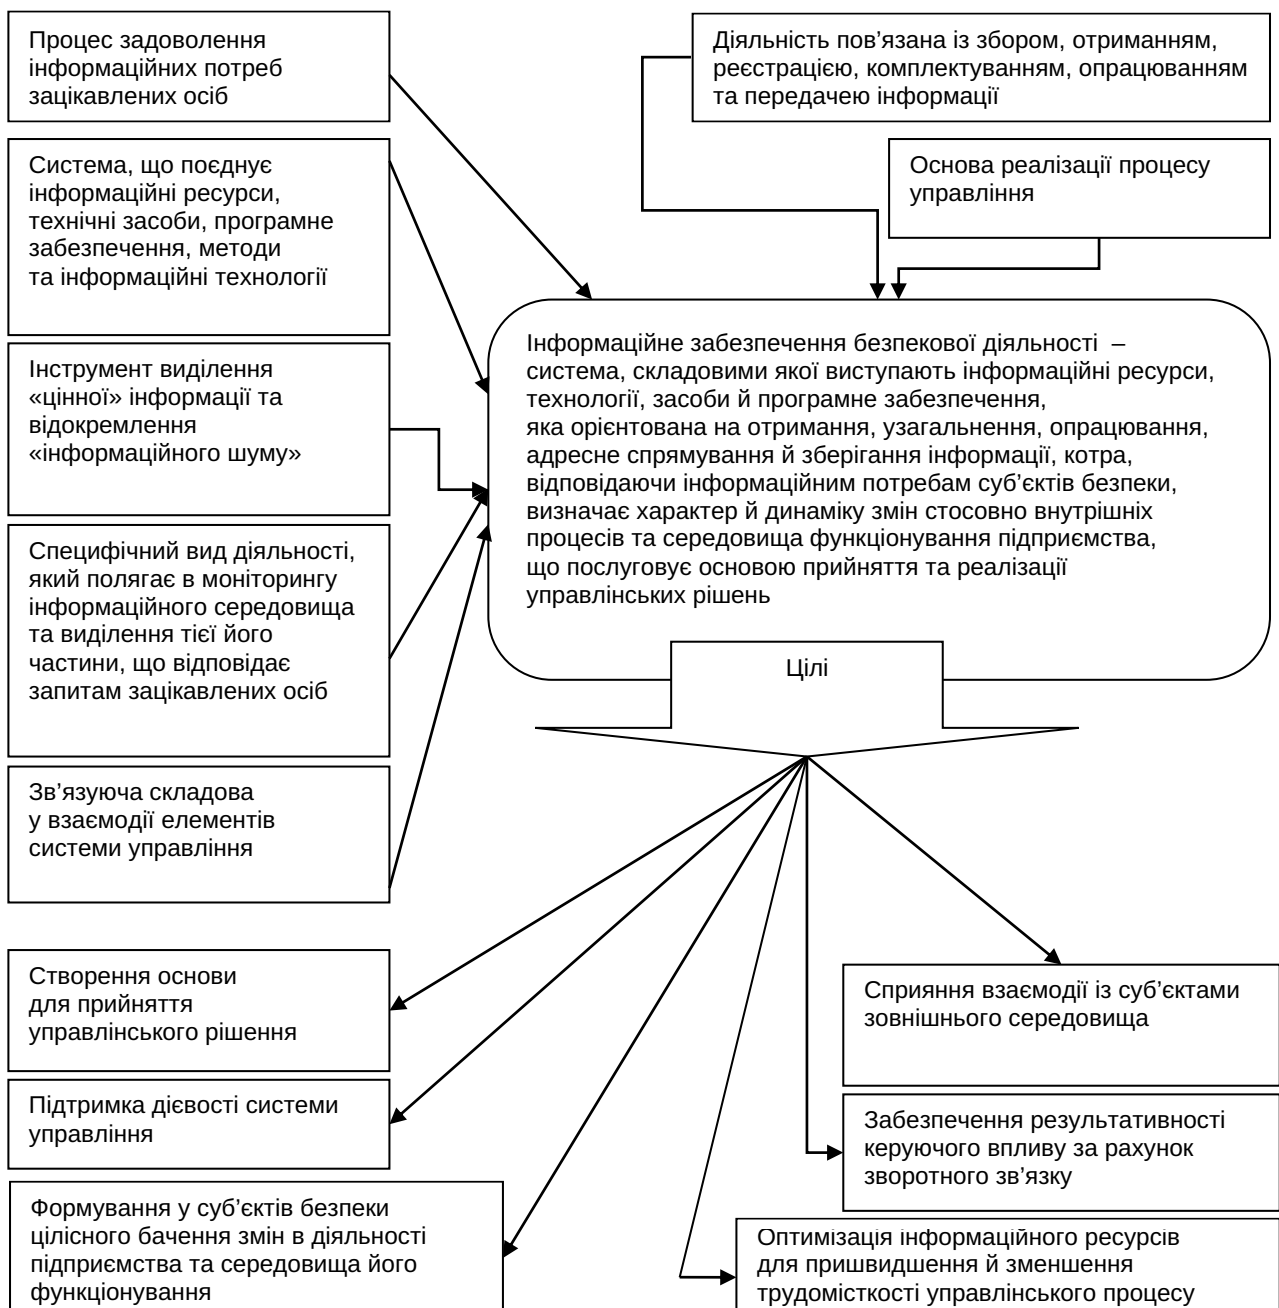 Процес задоволення
інформаційних потреб
зацікавлених осіб
Діяльність пов’язана із збором, отриманням,
реєстрацією, комплектуванням, опрацюванням
та передачею інформації
Система, що поєднує
інформаційні ресурси,
технічні засоби, програмне
забезпечення, методи
та інформаційні технології
Основа реалізації процесу
управління
Інструмент виділення
«цінної» інформації та
відокремлення
«інформаційного шуму»
Інформаційне забезпечення безпекової діяльності –
система, складовими якої виступають інформаційні ресурси,
технології, засоби й програмне забезпечення,
яка орієнтована на отримання, узагальнення, опрацювання,
адресне спрямування й зберігання інформації, котра,
відповідаючи інформаційним потребам суб’єктів безпеки,
визначає характер й динаміку змін стосовно внутрішніх
процесів та середовища функціонування підприємства,
що послуговує основою прийняття та реалізації
управлінських рішень
Специфічний вид діяльності,
який полягає в моніторингу
інформаційного середовища
та виділення тієї його
частини, що відповідає
запитам зацікавлених осіб
Цілі
Зв’язуюча складова
у взаємодії елементів
системи управління
Створення основи
для прийняття
управлінського рішення
Сприяння взаємодії із суб’єктами
зовнішнього середовища
Підтримка дієвості системи
управління
Забезпечення результативності
керуючого впливу за рахунок
зворотного зв’язку
Формування у суб’єктів безпеки
цілісного бачення змін в діяльності
підприємства та середовища його
функціонування
Оптимізація інформаційного ресурсів
для пришвидшення й зменшення
трудомісткості управлінського процесу